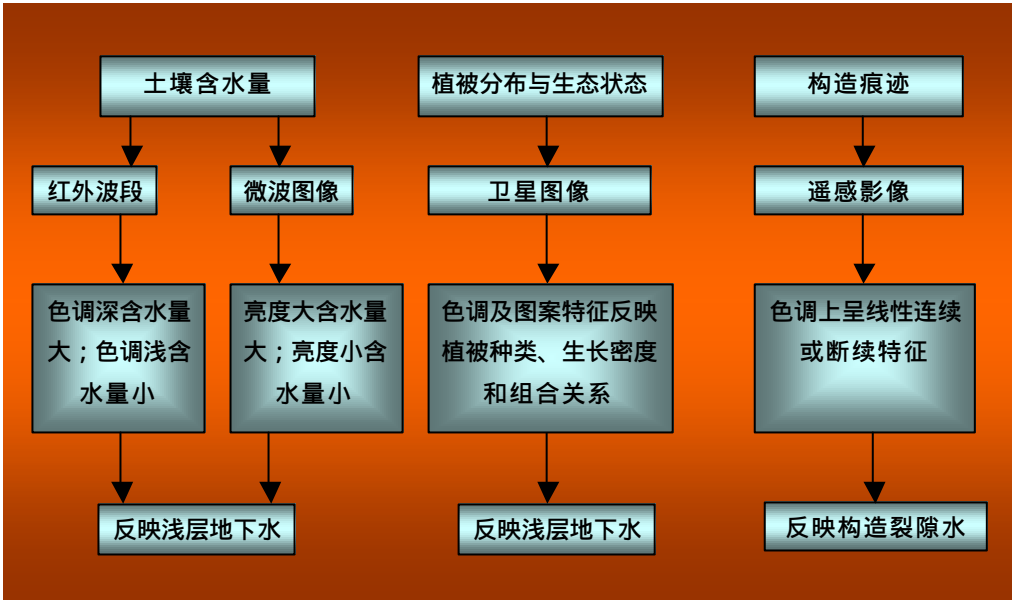 土壤含水量
植被分布与生态状态
构造痕迹
红外波段
微波图像
卫星图像
遥感影像
色调深含水量
大；色调浅含
水量小
亮度大含水量
大；亮度小含
水量小
色调及图案特征反映
植被种类、生长密度
和组合关系
色调上呈线性连续
或断续特征
反映浅层地下水
反映浅层地下水
反映构造裂隙水